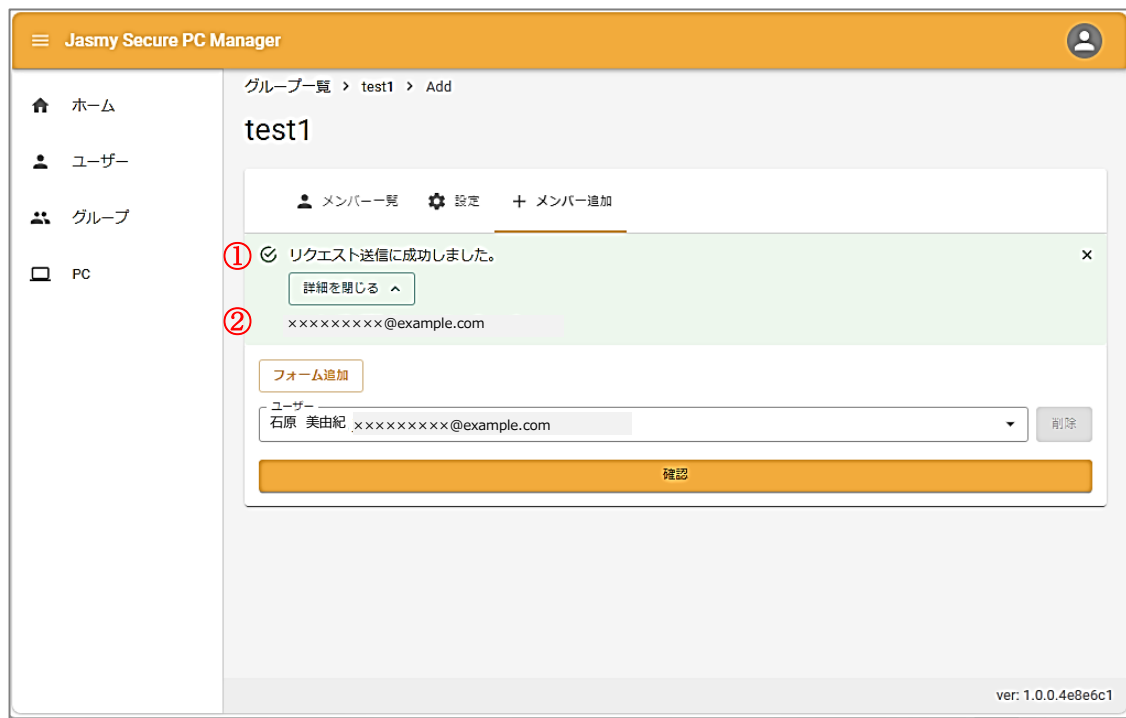 Jasmy Secure PC Manager
ホーム
ユーザー
グループ
PC
グループ一覧 > test1 > Add
test1
メンバー一覧 設定 + メンバー追加
① リクエスト送信に成功しました。 ×
詳細を閉じる
② ×××××××××@example.com
フォーム追加
ユーザー
石原 美由紀 ×××××××××@example.com 削除
確認
ver: 1.0.0.4e8e6c1